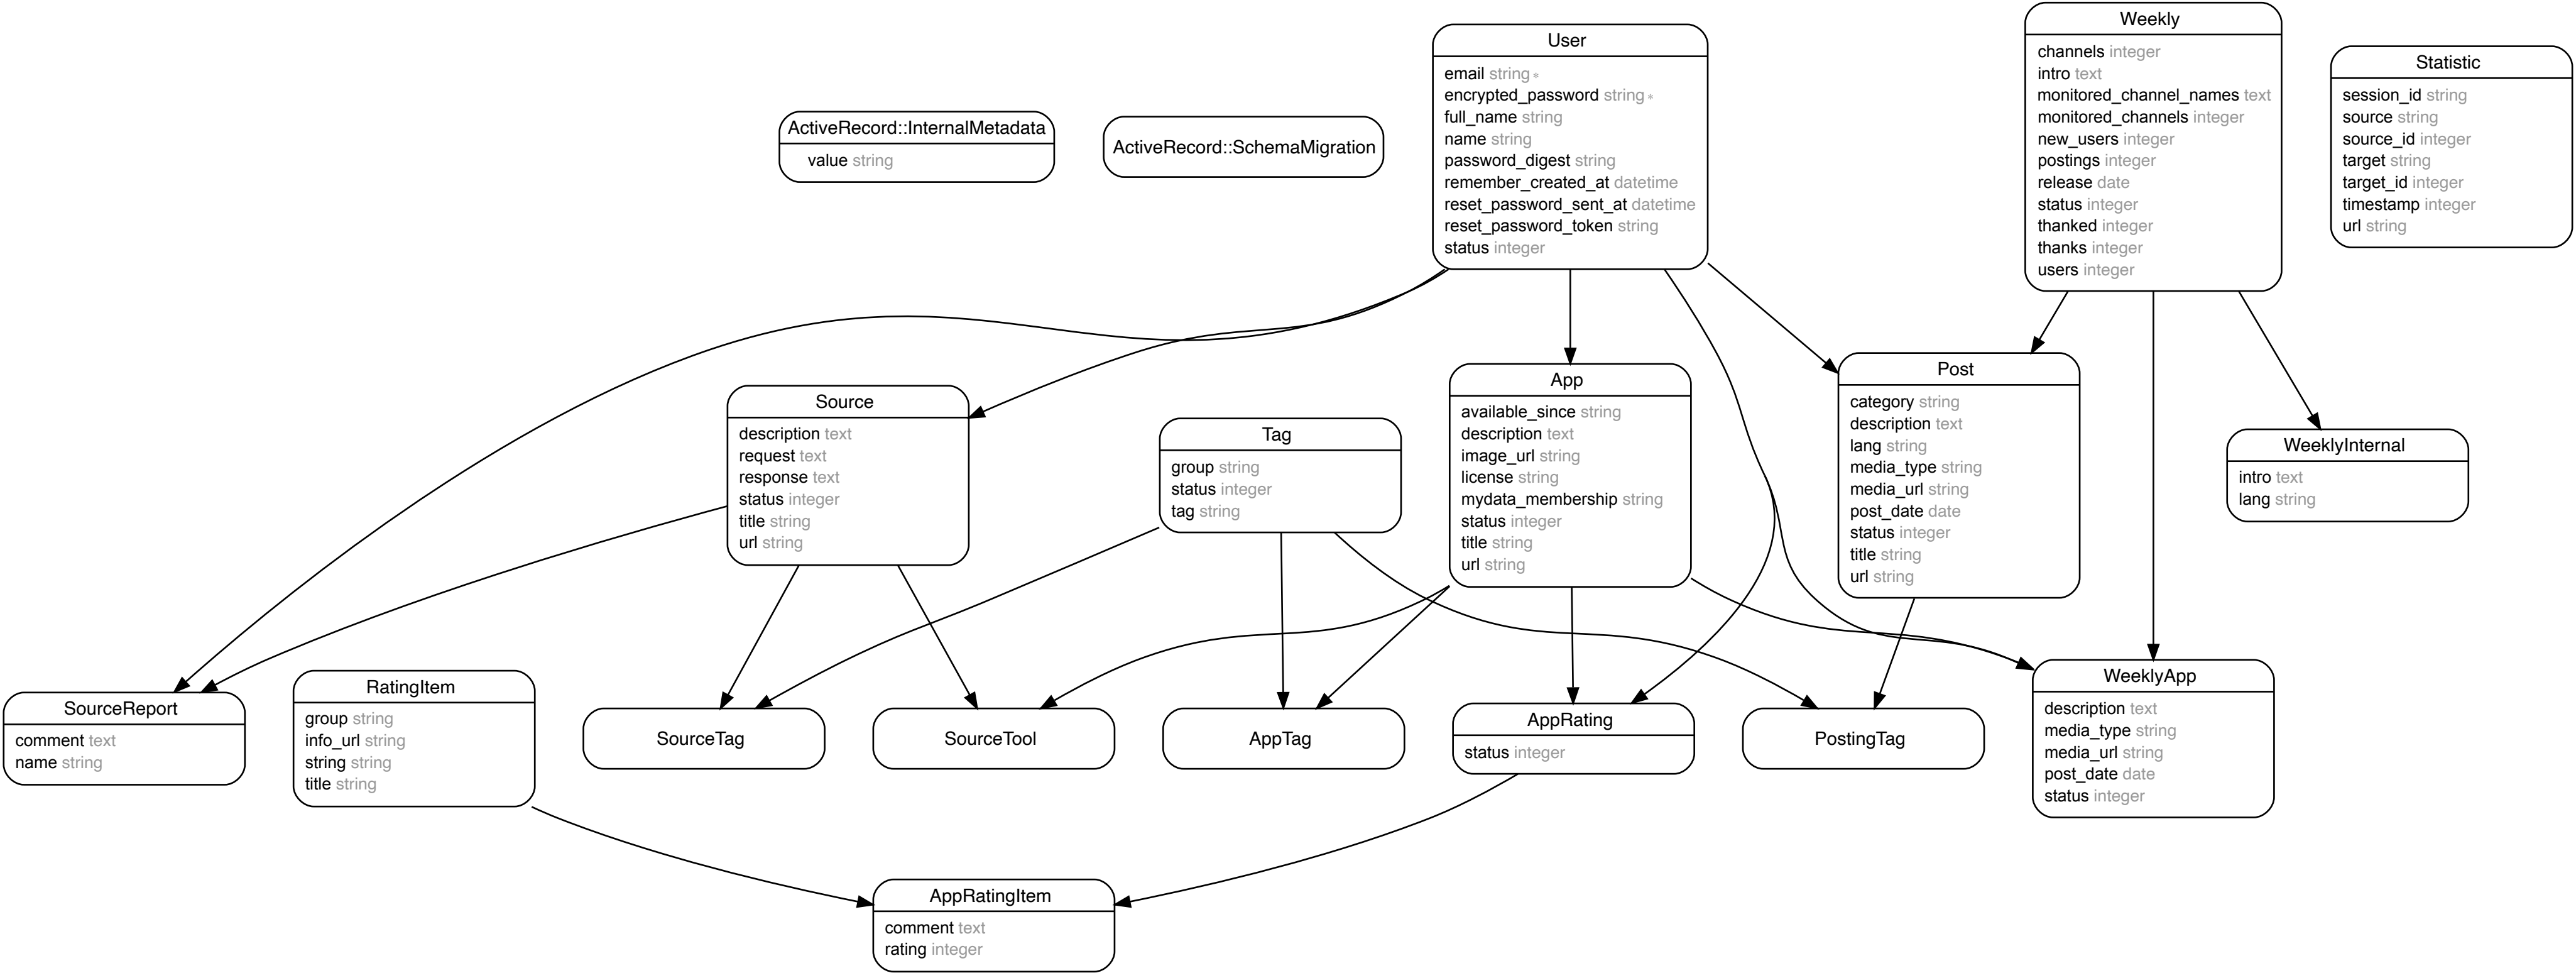 Weekly
channels integer
intro text
monitored_channel_names text
monitored_channels integer
new_users integer
postings integer
release date
status integer
thanked integer
thanks integer
users integer
User
email string *
encrypted_password string *
full_name string
name string
password_digest string
remember_created_at datetime
reset_password_sent_at datetime
reset_password_token string
status integer
Statistic
session_id string
source string
source_id integer
target string
target_id integer
timestamp integer
url string
ActiveRecord::InternalMetadata
value string
ActiveRecord::SchemaMigration
Source
description text
request text
response text
status integer
title string
url string
Tag
group string
status integer
tag string
App
available_since string
description text
image_url string
license string
mydata_membership string
status integer
title string
url string
Post
category string
description text
lang string
media_type string
media_url string
post_date date
status integer
title string
url string
WeeklyInternal
intro text
lang string
SourceReport
comment text
name string
RatingItem
group string
info_url string
string string
title string
SourceTag
SourceTool
AppTag
AppRating
status integer
PostingTag
WeeklyApp
description text
media_type string
media_url string
post_date date
status integer
AppRatingItem
comment text
rating integer